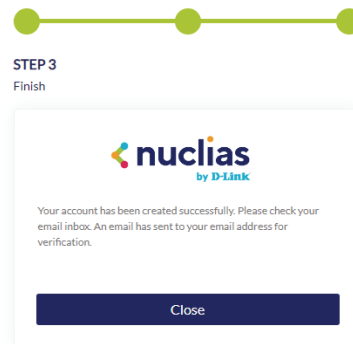 STEP 3
Finish
nuclias
by D-Link
Your account has been created successfully. Please check your
email inbox. An email has sent to your email address for
verification.
Close